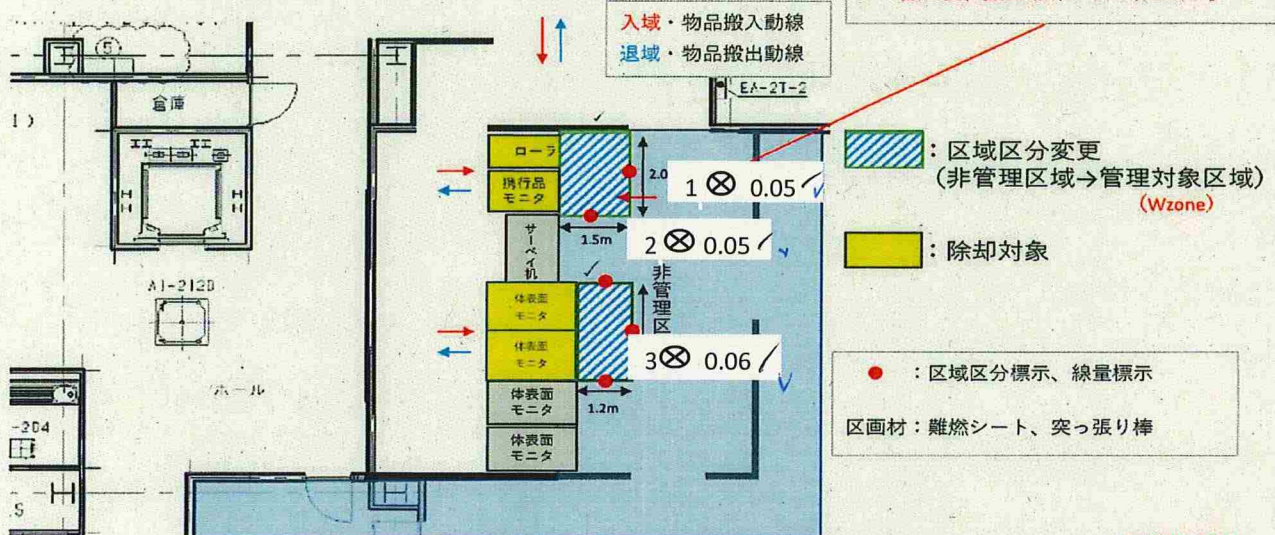 入域・物品搬入動線
退域・物品搬出動線
EA-2T-2
5
倉庫
1)
ローラ
携行品
モニタ
2.0
1 ⊗ 0.05
: 区域区分変更
(非管理区域→管理対象区域)
(Wzone)
1.5m
2 ⊗ 0.05
サーベイ机
: 除却対象
非管理区
A1-212D
体表面
モニタ
体表面
モニタ
3⊗ 0.06
ホール
1.2m
● : 区域区分標示、線量標示
体表面
モニタ
区画材:難燃シート、突っ張り棒
-204
体表面
モニタ
S